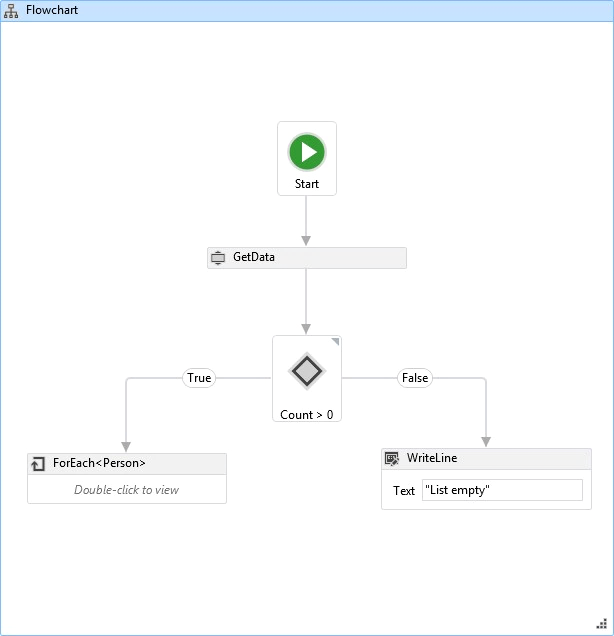 Flowchart
Start
GetData
True
False
Count > 0
ForEach<Person>
Double-click to view
WriteLine
Text "List empty"